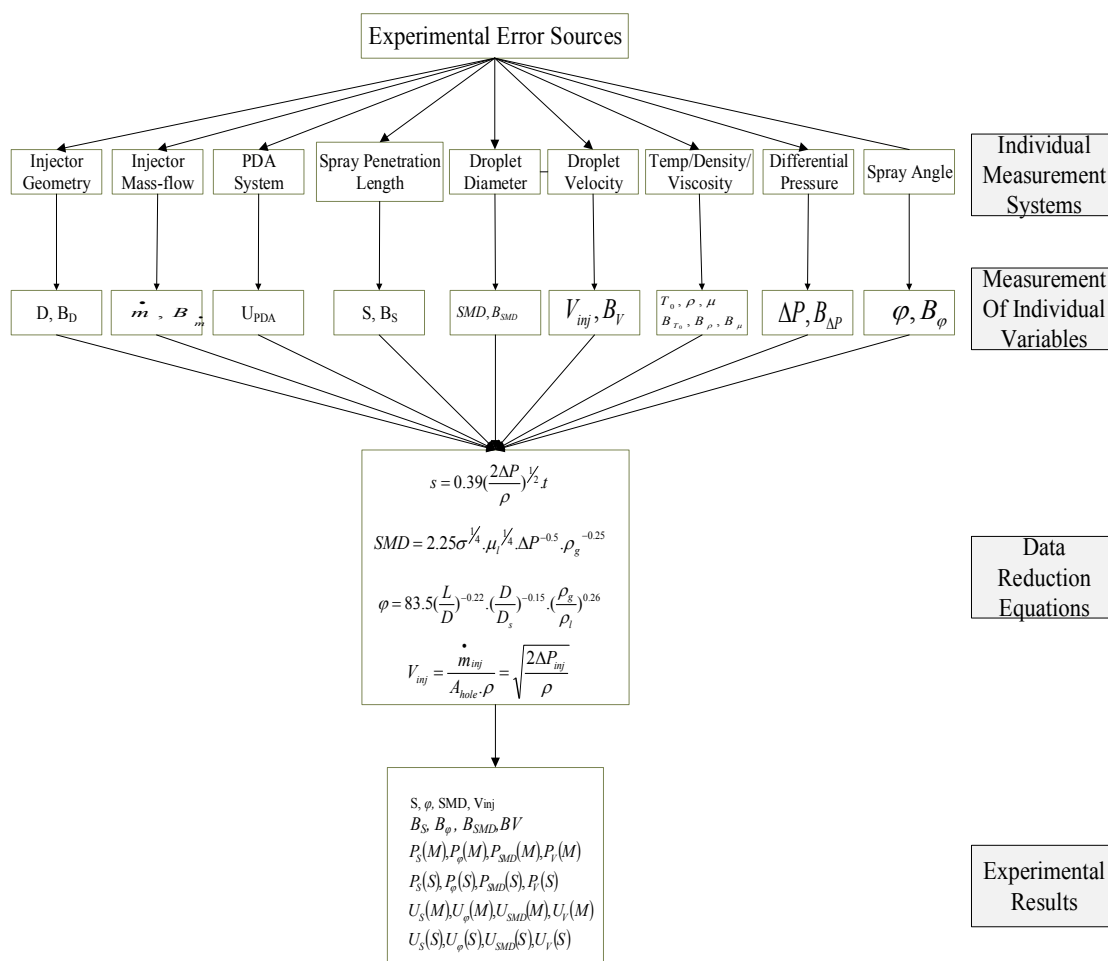 Experimental Error Sources
Injector
Geometry
Injector
Mass-flow
PDA
System
Spray Penetration
Length
Droplet
Diameter
Droplet
Velocity
Temp/Density/
Viscosity
Differential
Pressure
Spray Angle
Individual
Measurement
Systems
D, B_D
ṁ, B_ṁ
U_PDA
S, B_S
SMD, B_SMD
V_inj, B_V
T_0, ρ, μ
B_T_0, B_ρ, B_μ
ΔP, B_ΔP
φ, B_φ
Measurement
Of Individual
Variables
s = 0.39(2ΔP/ρ)^½.t
SMD = 2.25σ^¼.μ_l^¼.ΔP^-0.5.ρ_g^-0.25
φ = 83.5(L/D)^-0.22.(D/D_s)^-0.15.(ρ_g/ρ_l)^0.26
V_inj = ṁ_inj/(A_hole.ρ) = √(2ΔP_inj/ρ)
Data
Reduction
Equations
S, φ, SMD, Vinj
B_S, B_φ, B_SMD,BV
P_S(M),P_φ(M),P_SMD(M),P_V(M)
P_S(S),P_φ(S),P_SMD(S),P_V(S)
U_S(M),U_φ(M),U_SMD(M),U_V(M)
U_S(S),U_φ(S),U_SMD(S),U_V(S)
Experimental
Results